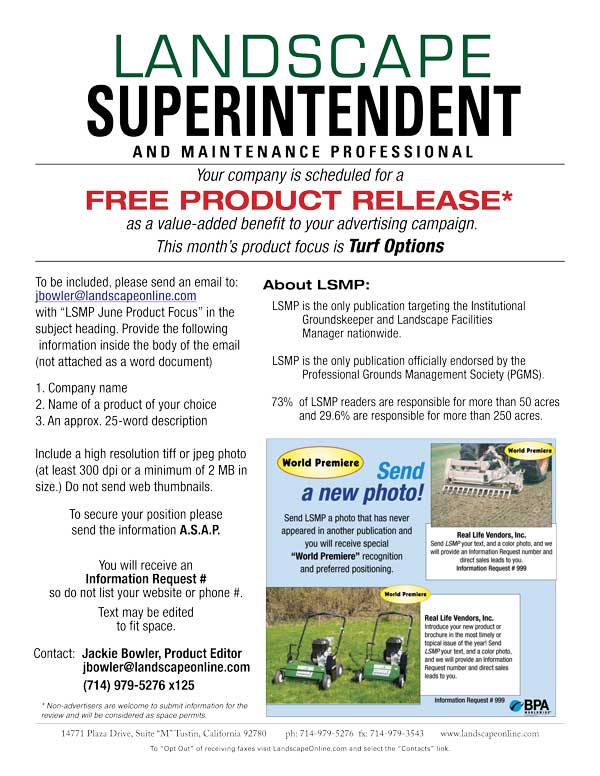 LANDSCAPE
SUPERINTENDENT
AND MAINTENANCE PROFESSIONAL
Your company is scheduled for a
FREE PRODUCT RELEASE*
as a value-added benefit to your advertising campaign.
This month's product focus is Turf Options
To be included, please send an email to:
jbowler@landscapeonline.com
with "LSMP June Product Focus" in the
subject heading. Provide the following
information inside the body of the email
(not attached as a word document)
1. Company name
2. Name of a product of your choice
3. An approx. 25-word description
Include a high resolution tiff or jpeg photo
(at least 300 dpi or a minimum of 2 MB in
size.) Do not send web thumbnails.
To secure your position please
send the information A.S.A.P.
You will receive an
Information Request #
so do not list your website or phone #.
Text may be edited
to fit space.
Contact: Jackie Bowler, Product Editor
jbowler@landscapeonline.com
(714) 979-5276 x125
* Non-advertisers are welcome to submit information for the
review and will be considered as space permits.
About LSMP:
LSMP is the only publication targeting the Institutional
Groundskeeper and Landscape Facilities
Manager nationwide.
LSMP is the only publication officially endorsed by the
Professional Grounds Management Society (PGMS).
73% of LSMP readers are responsible for more than 50 acres
and 29.6% are responsible for more than 250 acres.
World Premiere
Send
a new photo!
Send LSMP a photo that has never
appeared in another publication and
you will receive special
"World Premiere" recognition
and preferred positioning.
World Premiere
Real Life Vendors, Inc.
Send LSMP your text, and a color photo, and we
will provide an Information Request number and
direct sales leads to you.
Information Request # 999
World Premiere
Real Life Vendors, Inc.
Introduce your new product or
brochure in the most timely or
topical issue of the year! Send
LSMP your text, and a color photo,
and we will provide an Information
Request number and direct sales
leads to you.
Information Request # 999
BPA
WORLDWIDE
14771 Plaza Drive, Suite "M" Tustin, California 92780 ph: 714-979-5276 fx: 714-979-3543 www.landscapeonline.com
To "Opt Out" of receiving faxes visit LandscapeOnline.com and select the "Contacts" link.